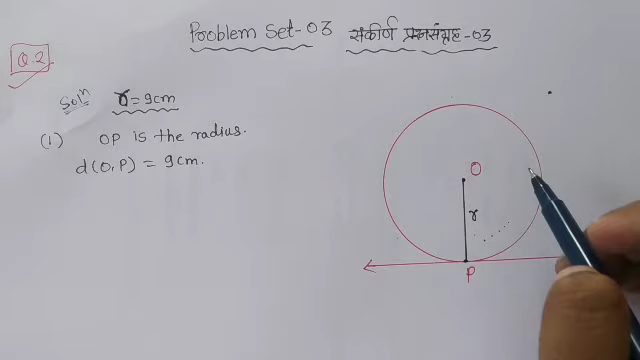 Problem Set-03 संकीर्ण प्रश्नसंग्रह-03
Q.2
Solⁿ r=9cm
(1) OP is the radius.
d(O,P) = 9cm.
O
r
P